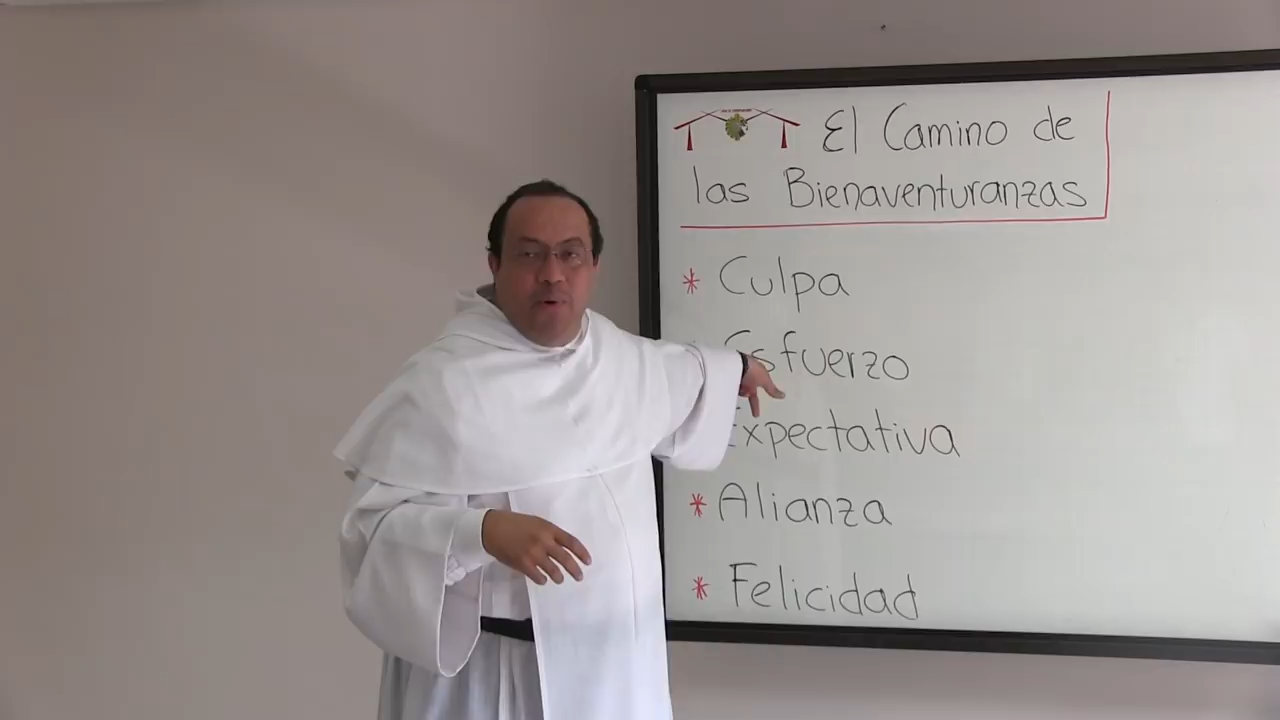 El Camino de
las Bienaventuranzas
* Culpa
Esfuerzo
Expectativa
* Alianza
* Felicidad